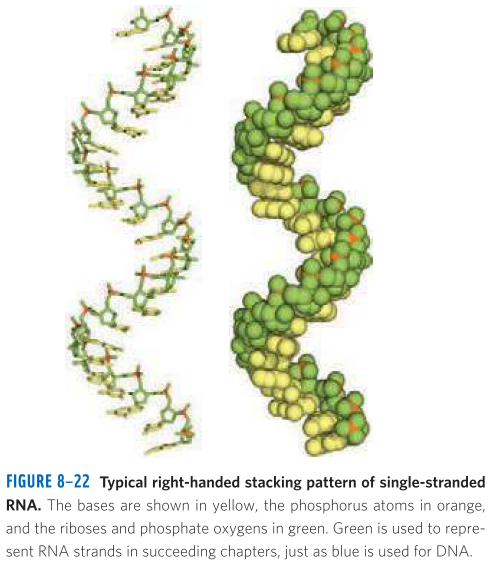 FIGURE 8–22 Typical right-handed stacking pattern of single-stranded
RNA. The bases are shown in yellow, the phosphorus atoms in orange,
and the riboses and phosphate oxygens in green. Green is used to repre-
sent RNA strands in succeeding chapters, just as blue is used for DNA.